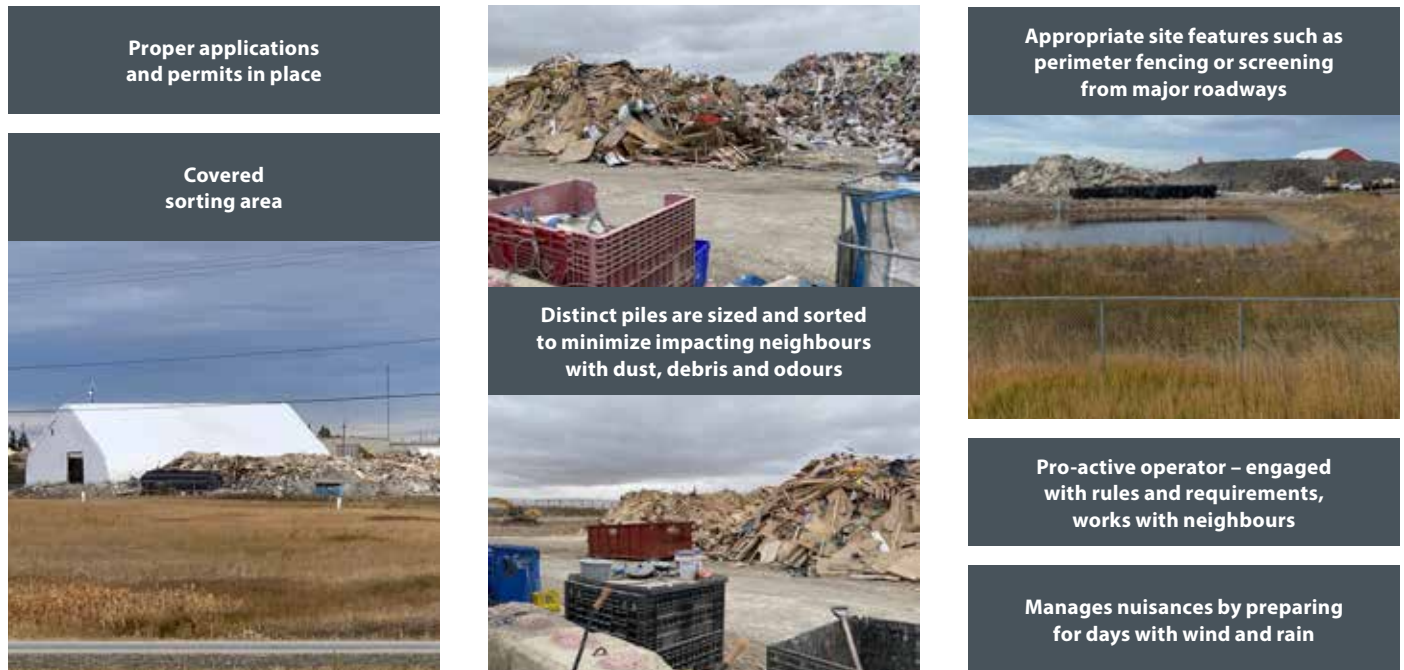 Proper applications
and permits in place
Covered
sorting area
Distinct piles are sized and sorted
to minimize impacting neighbours
with dust, debris and odours
Appropriate site features such as
perimeter fencing or screening
from major roadways
Pro-active operator – engaged
with rules and requirements,
works with neighbours
Manages nuisances by preparing
for days with wind and rain